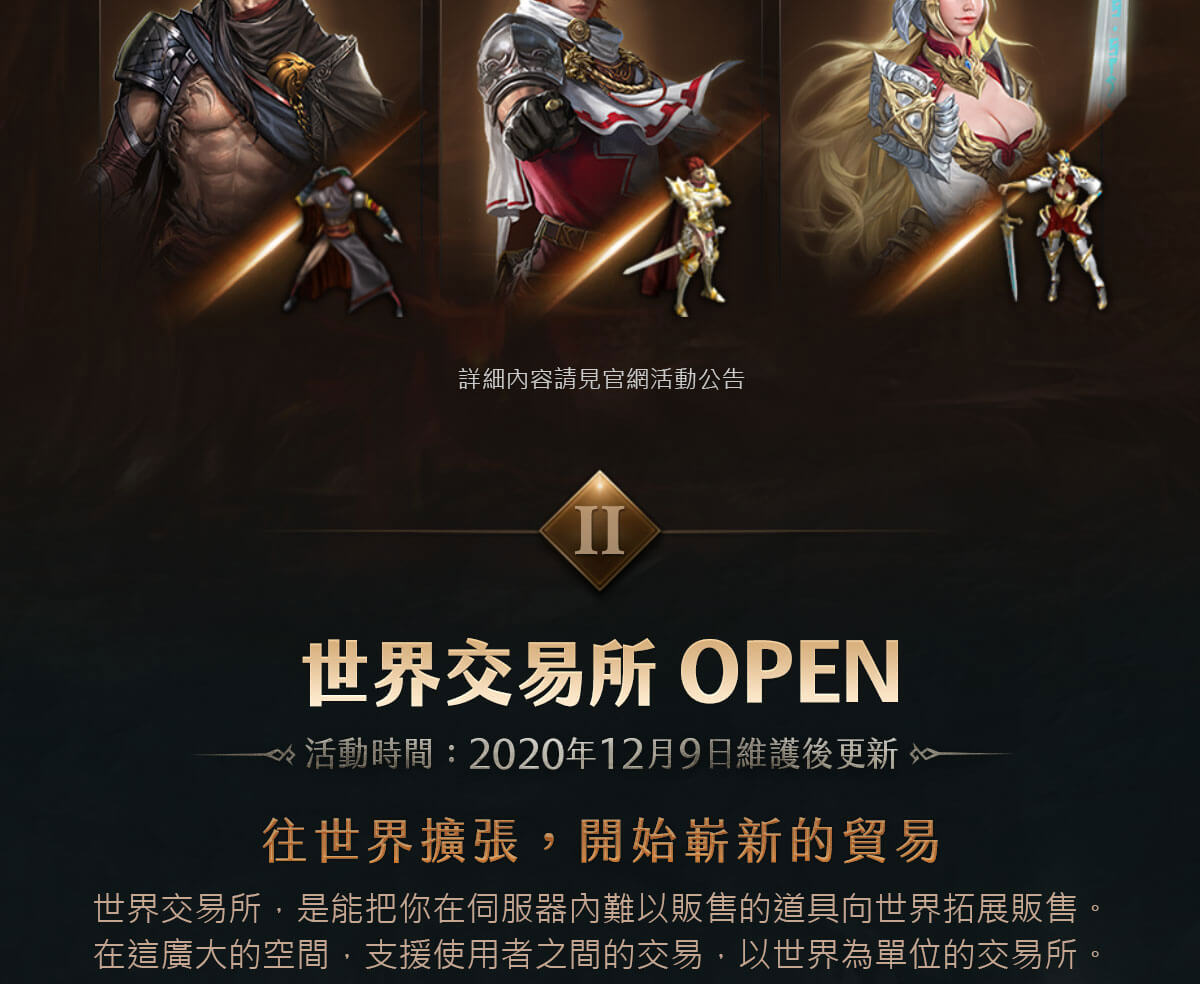 詳細內容請見官網活動公告
II
世界交易所 OPEN
活動時間：2020年12月9日維護後更新
往世界擴張，開始嶄新的貿易
世界交易所，是能把你在伺服器內難以販售的道具向世界拓展販售。
在這廣大的空間，支援使用者之間的交易，以世界為單位的交易所。